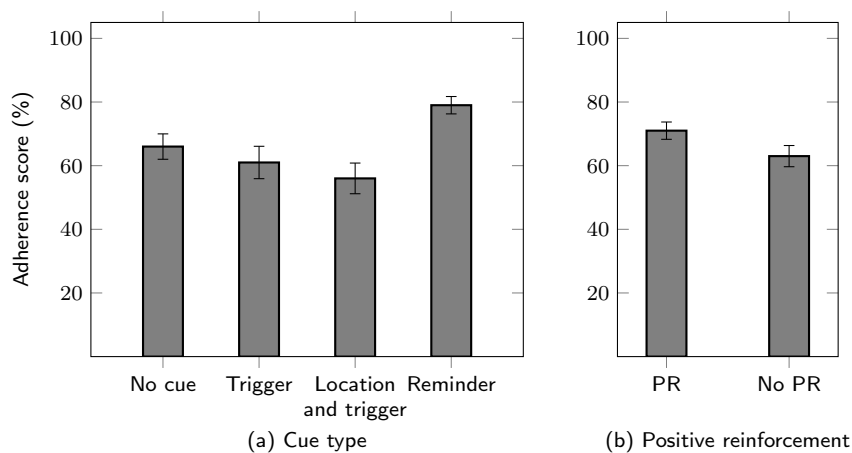 Adherence score (%)
100
80
60
40
20
No cue
Trigger
Location
and trigger
Reminder
(a) Cue type
100
80
60
40
20
PR
No PR
(b) Positive reinforcement